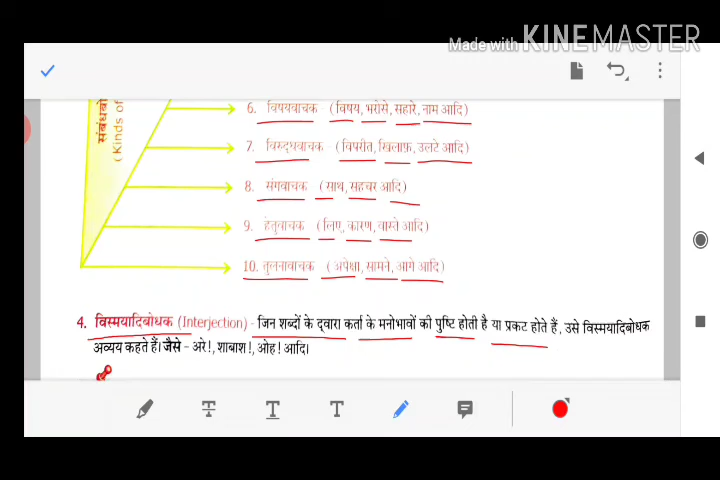 Made with KINEMASTER
संबंधबो
(Kinds of
6. विषयवाचक - (विषय, भरोसे, सहारे, नाम आदि)
7. विरुद्धवाचक - (विपरीत, खिलाफ़, उलटे आदि)
8. संगवाचक (साथ, सहचर आदि)
9. हेतुवाचक (लिए, कारण, वास्ते आदि)
10. तुलनावाचक (अपेक्षा, सामने, आगे आदि)
4. विस्मयादिबोधक (Interjection) - जिन शब्दों के द्वारा कर्ता के मनोभावों की पुष्टि होती है या प्रकट होते हैं, उसे विस्मयादिबोधक
अव्यय कहते हैं। जैसे - अरे!, शाबाश!, ओह! आदि।